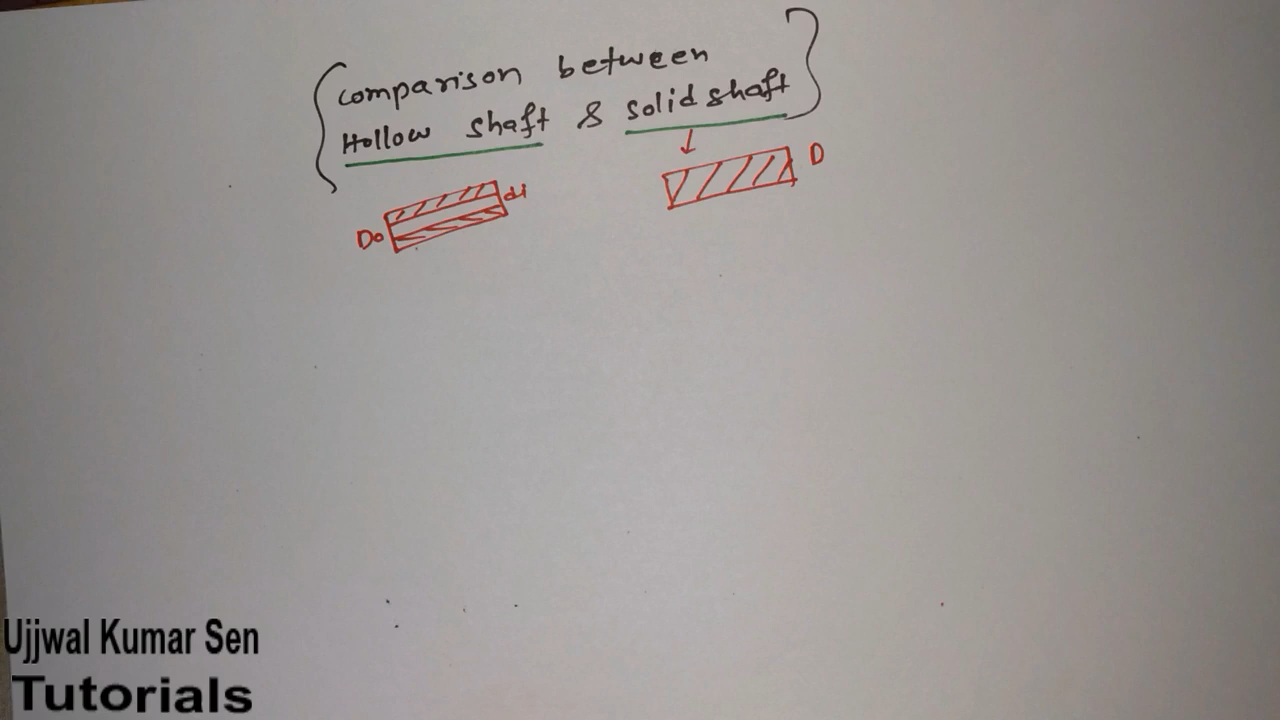 Comparison between
Hollow shaft & solid shaft
Do
di
D
Ujjwal Kumar Sen
Tutorials